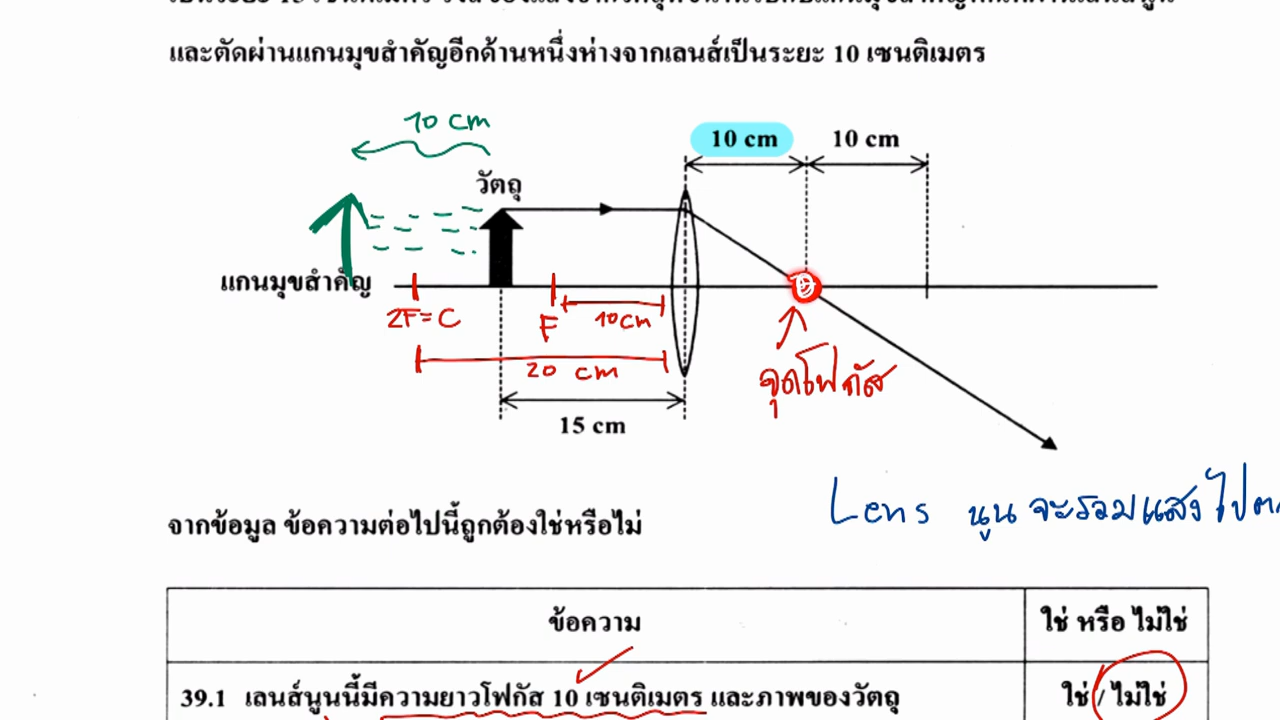 และตัดผ่านแกนมุขสำคัญอีกด้านหนึ่งห่างจากเลนส์เป็นระยะ 10 เซนติเมตร
10 cm
10 cm
10 cm
วัตถุ
แกนมุขสำคัญ
2F=C
F
10cm
20 cm
จุดโฟกัส
15 cm
Lens นูนจะรวมแสงไป
จากข้อมูล ข้อความต่อไปนี้ถูกต้องใช่หรือไม่
ข้อความ
ใช่ หรือ ไม่ใช่
39.1 เลนส์นูนนี้มีความยาวโฟกัส 10 เซนติเมตร และภาพของวัตถุ
ใช่ / ไม่ใช่